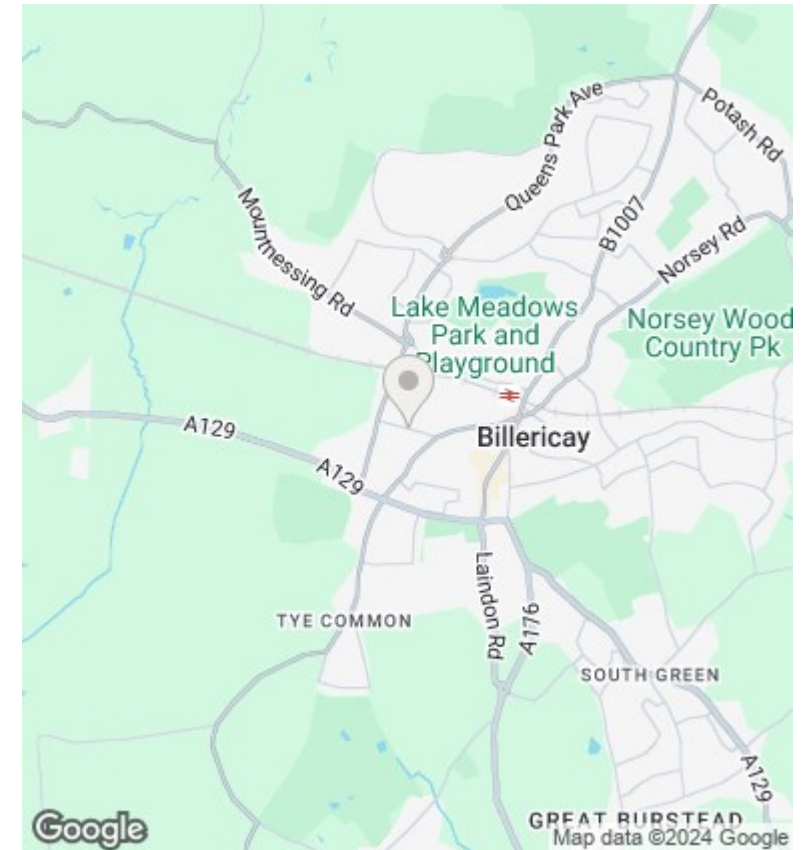 Queens Park Ave
Potash Rd
Mountnessing Rd
B1007
Norsey Rd
Lake Meadows
Park and
Playground
Norsey Wood
Country Pk
A129
A129
Billericay
Laindon Rd
A176
TYE COMMON
SOUTH GREEN
A129
GREAT BURSTEAD
Google
Map data ©2024 Google